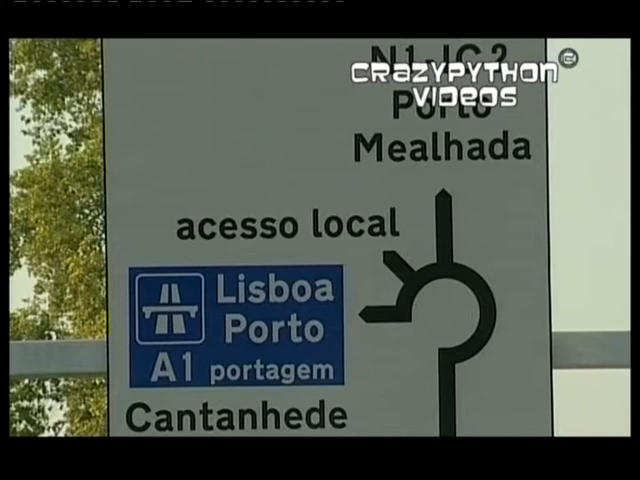 N1-IC2
CRAZYPYTHON
VIDEOS
Porto
Mealhada
acesso local
Lisboa
Porto
A1 portagem
Cantanhede